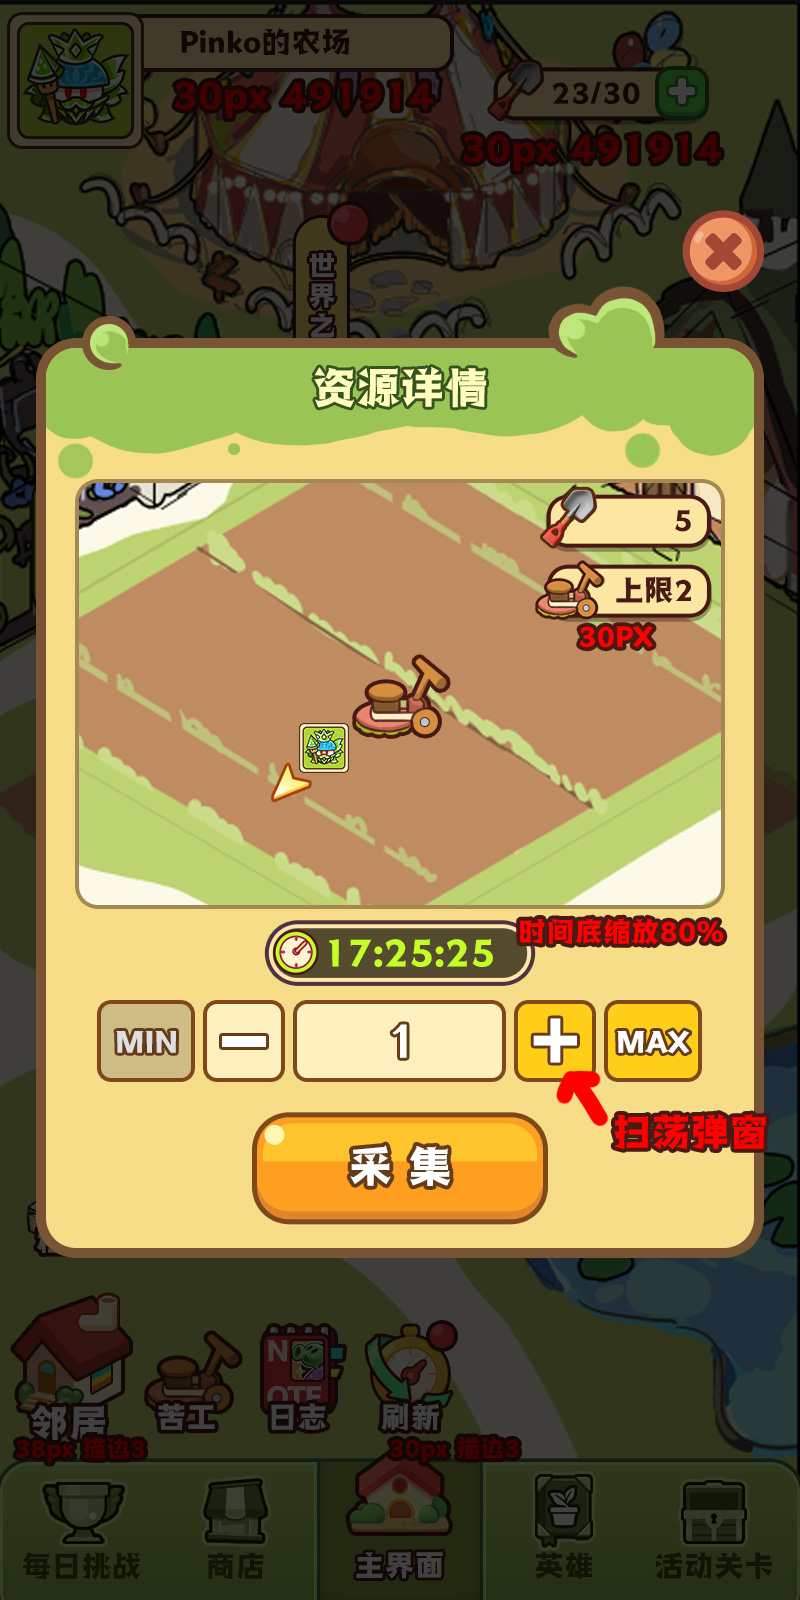 Pinko的农场
30px 491914
23/30
30px 491914
世界之
资源详情
5
上限2
30PX
17:25:25
时间底缩放80%
MIN
1
MAX
扫荡弹窗
采集
NOTE
邻居
苦工
日志
刷新
38px 描边3
30px 描边3
每日挑战
商店
主界面
英雄
活动关卡